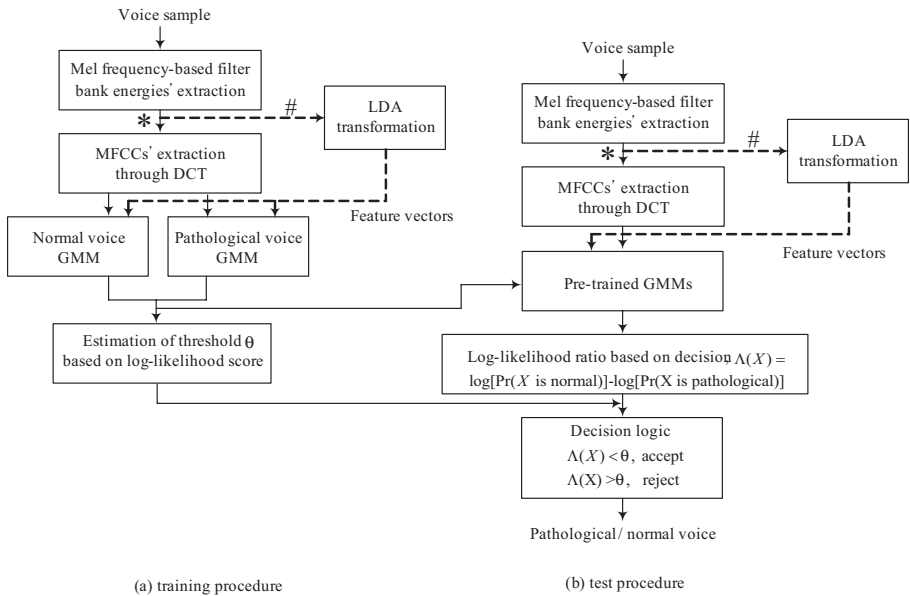 Voice sample
Mel frequency-based filter
bank energies' extraction
*
#
LDA
transformation
MFCCs' extraction
through DCT
Feature vectors
Normal voice
GMM
Pathological voice
GMM
Estimation of threshold θ
based on log-likelihood score
(a) training procedure
Voice sample
Mel frequency-based filter
bank energies' extraction
*
#
LDA
transformation
MFCCs' extraction
through DCT
Feature vectors
Pre-trained GMMs
Log-likelihood ratio based on decision, Λ(X) =
log[Pr(X is normal)]-log[Pr(X is pathological)]
Decision logic
Λ(X) <θ, accept
Λ(X) >θ, reject
Pathological/ normal voice
(b) test procedure